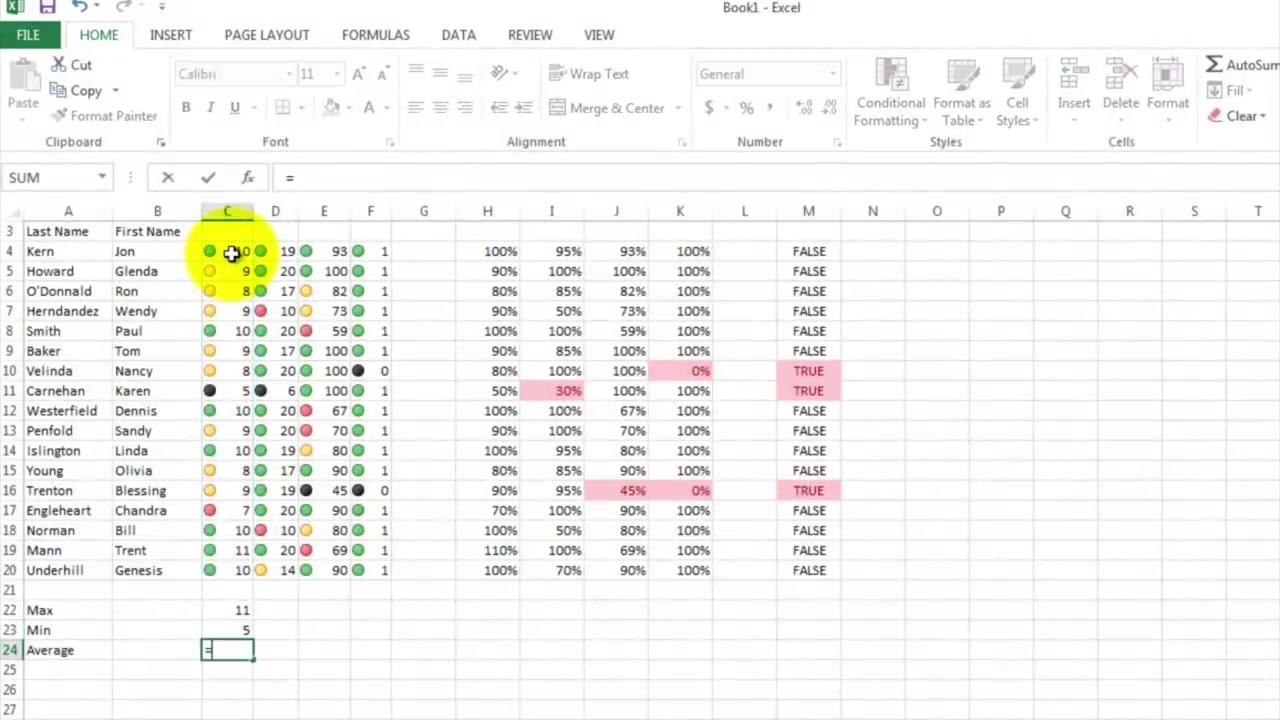 Book1 - Excel
FILE HOME INSERT PAGE LAYOUT FORMULAS DATA REVIEW VIEW
Cut Calibri 11 A A Wrap Text General AutoSum
Copy Fill
Paste Format Painter B I U A Merge & Center $ % , .00 Conditional Formatting Format as Table Cell Styles Insert Delete Format Clear
Clipboard Font Alignment Number Styles Cells
SUM fx =
A B C D E F G H I J K L M N O P Q R S T
3 Last Name First Name
4 Kern Jon 10 19 93 1 100% 95% 93% 100% FALSE
5 Howard Glenda 9 20 100 1 90% 100% 100% 100% FALSE
6 O'Donnald Ron 8 17 82 1 80% 85% 82% 100% FALSE
7 Herndandez Wendy 9 10 73 1 90% 50% 73% 100% FALSE
8 Smith Paul 10 20 59 1 100% 100% 59% 100% FALSE
9 Baker Tom 9 17 100 1 90% 85% 100% 100% FALSE
10 Velinda Nancy 8 20 100 0 80% 100% 100% 0% TRUE
11 Carnehan Karen 5 6 100 1 50% 30% 100% 100% TRUE
12 Westerfield Dennis 10 20 67 1 100% 100% 67% 100% FALSE
13 Penfold Sandy 9 20 70 1 90% 100% 70% 100% FALSE
14 Islington Linda 10 19 80 1 100% 95% 80% 100% FALSE
15 Young Olivia 8 17 90 1 80% 85% 90% 100% FALSE
16 Trenton Blessing 9 19 45 0 90% 95% 45% 0% TRUE
17 Engleheart Chandra 7 20 90 1 70% 100% 90% 100% FALSE
18 Norman Bill 10 10 80 1 100% 50% 80% 100% FALSE
19 Mann Trent 11 20 69 1 110% 100% 69% 100% FALSE
20 Underhill Genesis 10 14 90 1 100% 70% 90% 100% FALSE
21
22 Max 11
23 Min 5
24 Average =
25
26
27